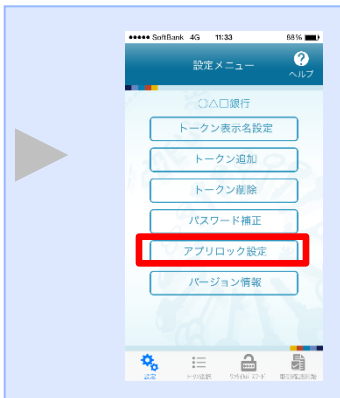 ●●●●● SoftBank 4G 11:33 88%
設定メニュー
ヘルプ
○△□銀行
トークン表示名設定
トークン追加
トークン削除
パスワード補正
アプリロック設定
バージョン情報
設定